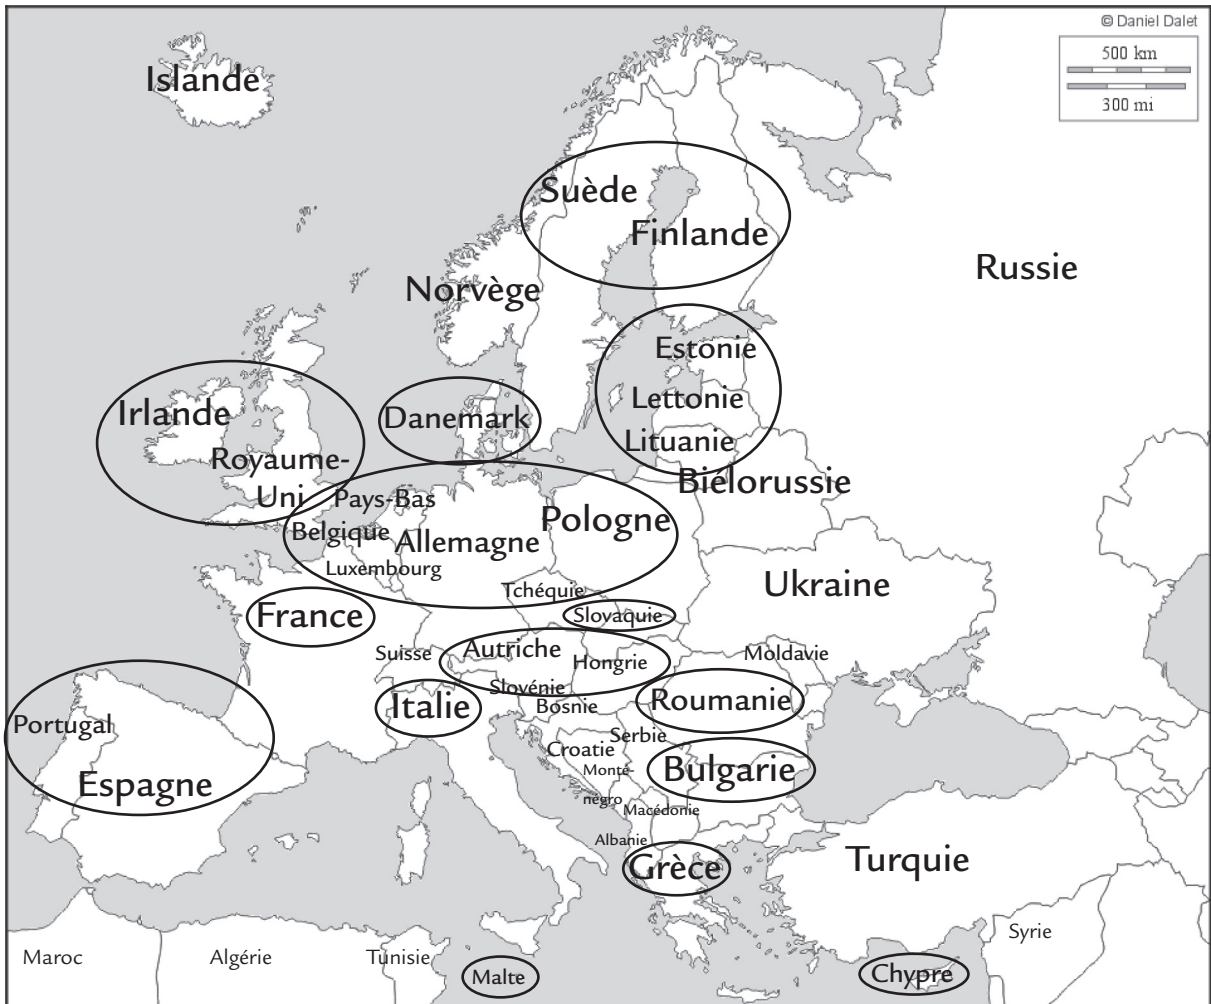 © Daniel Dalet
500 km
300 mi
Islande
Suède
Finlande
Russie
Norvège
Estonie
Lettonie
Lituanie
Irlande
Danemark
Royaume-
Uni
Biélorussie
Pays-Bas
Pologne
Belgique
Allemagne
Luxembourg
Ukraine
Tchéquie
France
Slovaquie
Suisse
Autriche
Hongrie
Moldavie
Slovénie
Italie
Bosnie
Roumanie
Portugal
Serbie
Croatie
Espagne
Monté-
négro
Bulgarie
Macédonie
Albanie
Grèce
Turquie
Syrie
Maroc
Algérie
Tunisie
Malte
Chypre